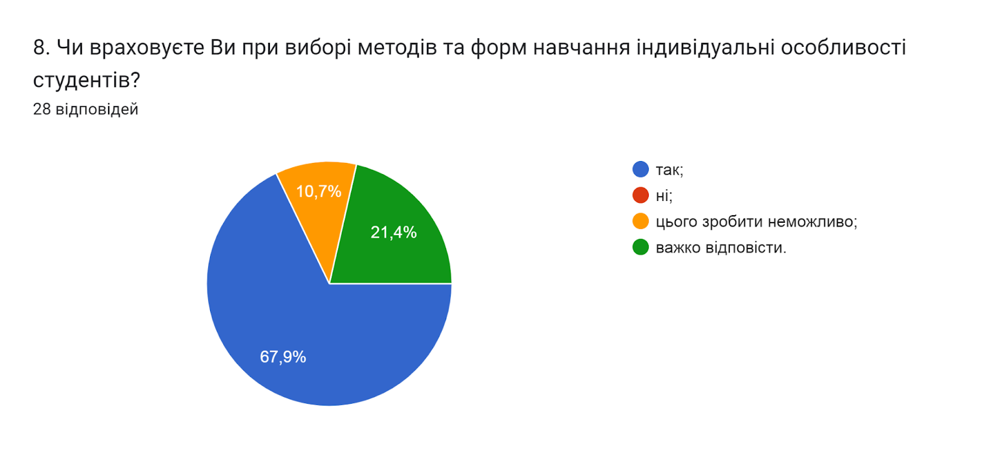 8. Чи враховуєте Ви при виборі методів та форм навчання індивідуальні особливості
студентів?
28 відповідей
10,7%
21,4%
67,9%
так;
ні;
цього зробити неможливо;
важко відповісти.